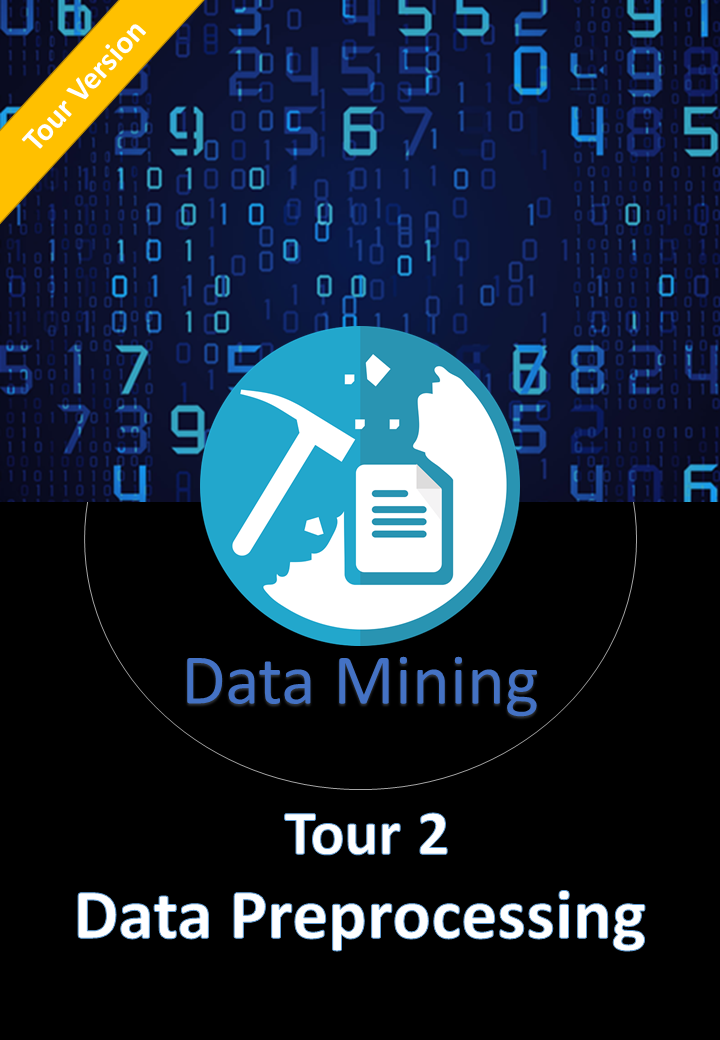 Tour Version
Data Mining
Tour 2
Data Preprocessing